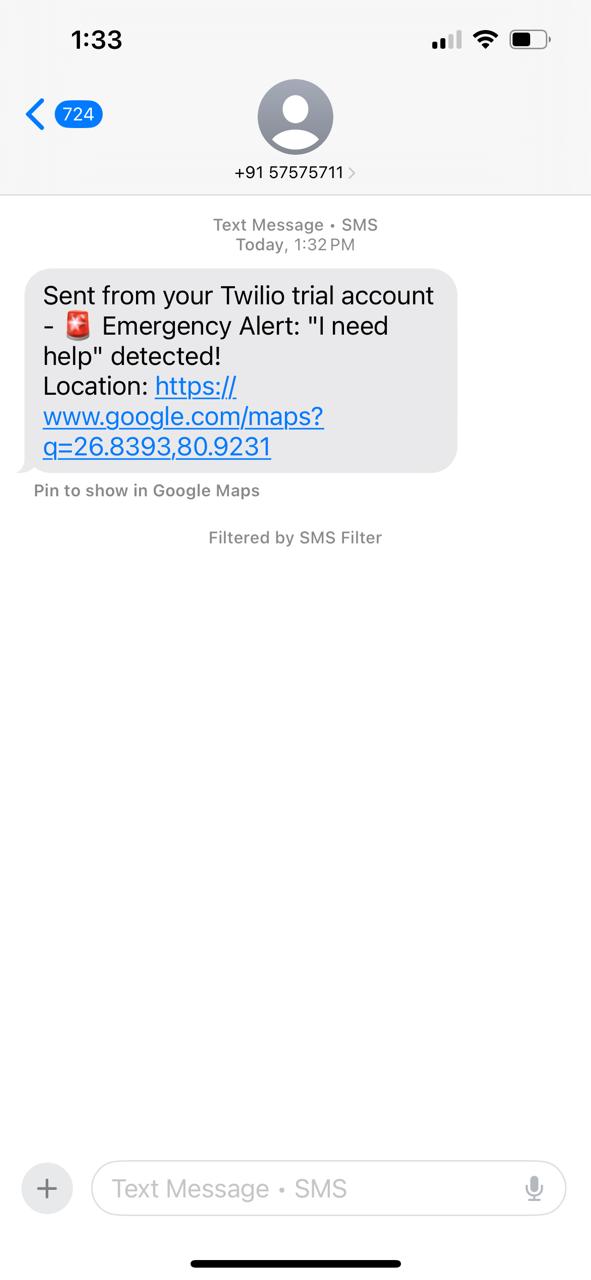 1:33
724
+91 57575711
Text Message • SMS
Today, 1:32 PM
Sent from your Twilio trial account
- 🚨 Emergency Alert: "I need
help" detected!
Location: https://
www.google.com/maps?
q=26.8393,80.9231
Pin to show in Google Maps
Filtered by SMS Filter
Text Message • SMS